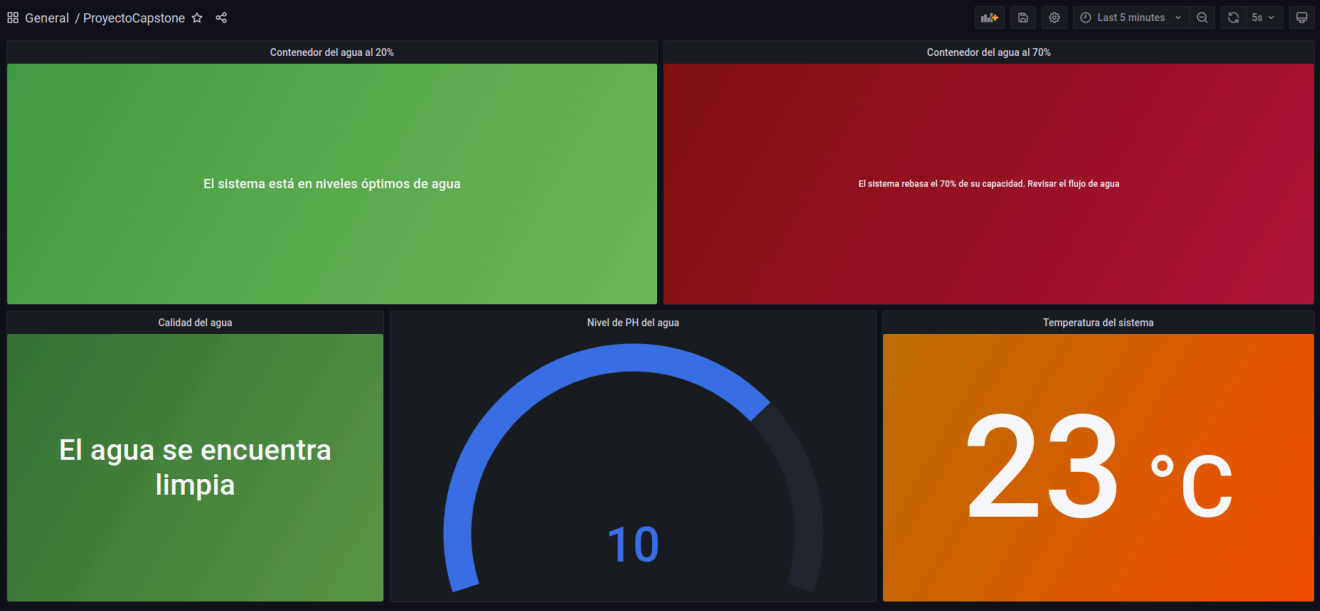 General / ProyectoCapstone
Last 5 minutes
5s
Contenedor del agua al 20%
Contenedor del agua al 70%
El sistema está en niveles óptimos de agua
El sistema rebasa el 70% de su capacidad. Revisar el flujo de agua
Calidad del agua
Nivel de PH del agua
Temperatura del sistema
El agua se encuentra
limpia
10
23 °C